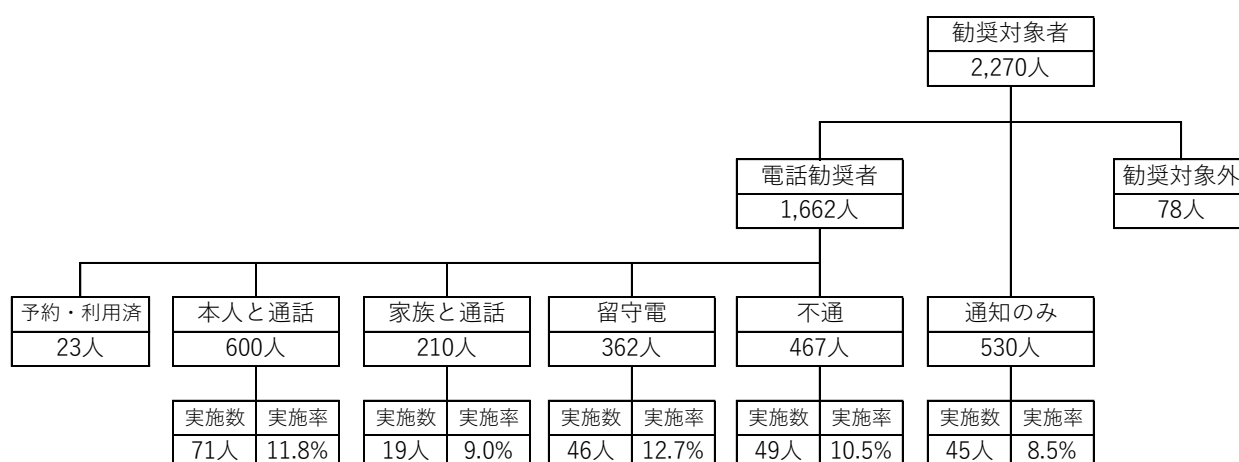 勧奨対象者
2,270人
電話勧奨者
1,662人
勧奨対象外
78人
予約・利用済
23人
本人と通話
600人
家族と通話
210人
留守電
362人
不通
467人
通知のみ
530人
実施数 実施率
71人 11.8%
実施数 実施率
19人 9.0%
実施数 実施率
46人 12.7%
実施数 実施率
49人 10.5%
実施数 実施率
45人 8.5%